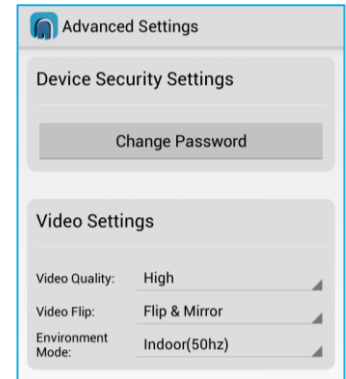 Advanced Settings
Device Security Settings
Change Password
Video Settings
Video Quality: High
Video Flip: Flip & Mirror
Environment
Mode: Indoor(50hz)